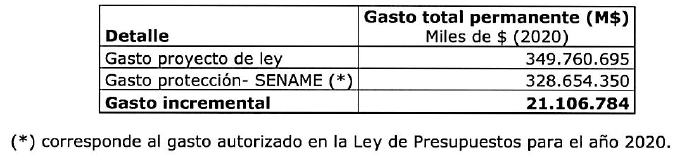 Detalle Gasto total permanente (M$)
Miles de $ (2020)
Gasto proyecto de ley 349.760.695
Gasto protección- SENAME (*) 328.654.350
Gasto incremental 21.106.784
(*) corresponde al gasto autorizado en la Ley de Presupuestos para el año 2020.